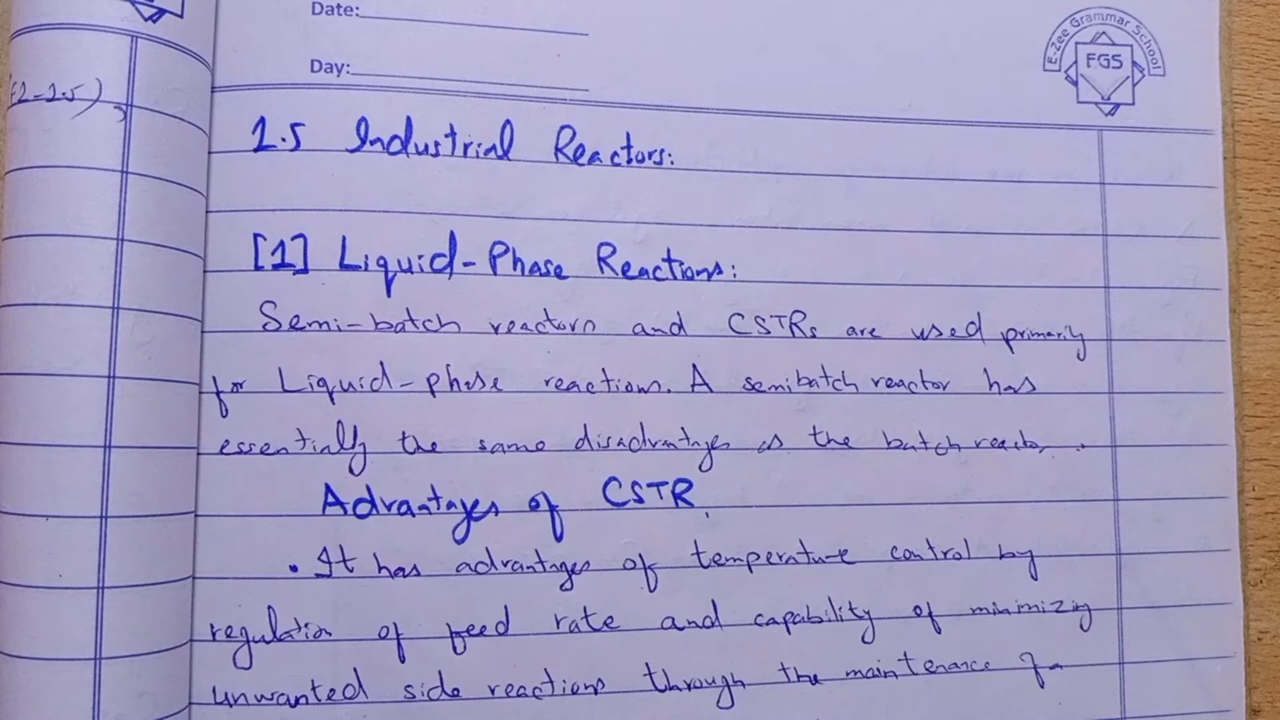 Date:
Day:
E-Zee Grammar School
FGS
1.5 Industrial Reactors:
[1] Liquid-Phase Reactions:
Semi-batch reactors and CSTRs are used primarily
for Liquid-phase reactions. A semibatch reactor has
essentially the same disadvantages as the batch reactor.
Advantages of CSTR
• It has advantages of temperature control by
regulation of feed rate and capability of minimizing
unwanted side reactions through the maintenance of a